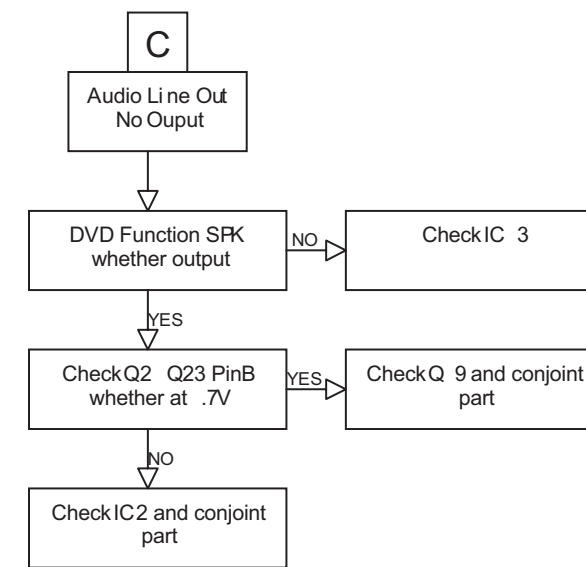 C
Audio Line Out
No Ouput
DVD Function SPK
whether output
NO
Check IC 3
YES
Check Q2 Q23 PinB
whether at .7V
YES
Check Q 9 and conjoint
part
NO
Check IC2 and conjoint
part